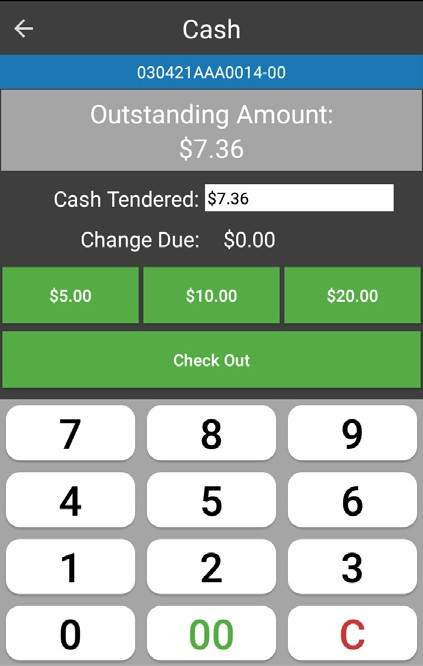 Cash
030421AAA0014-00
Outstanding Amount:
$7.36
Cash Tendered: $7.36
Change Due: $0.00
$5.00 $10.00 $20.00
Check Out
7 8 9
4 5 6
1 2 3
0 00 C